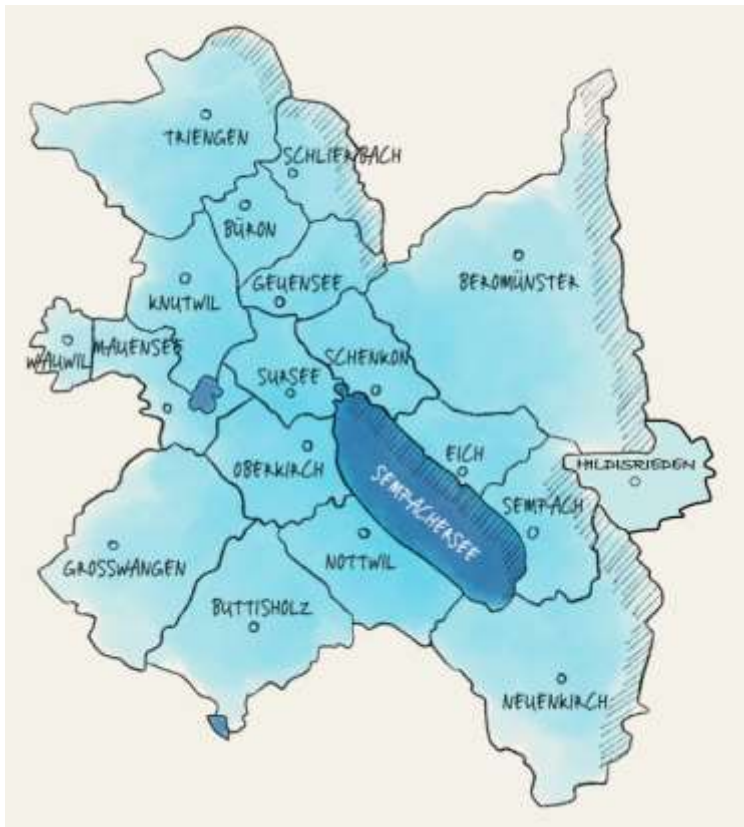 TRIENGEN
SCHLIERBACH
BÜRON
GEUENSEE
BEROMÜNSTER
KNUTWIL
WAUWIL
MAUENSEE
SURSEE
SCHENKON
OBERKIRCH
EICH
HILDISRIEDEN
SEMPACHERSEE
SEMPACH
GROSSWANGEN
NOTTWIL
BUTTISHOLZ
NEUENKIRCH